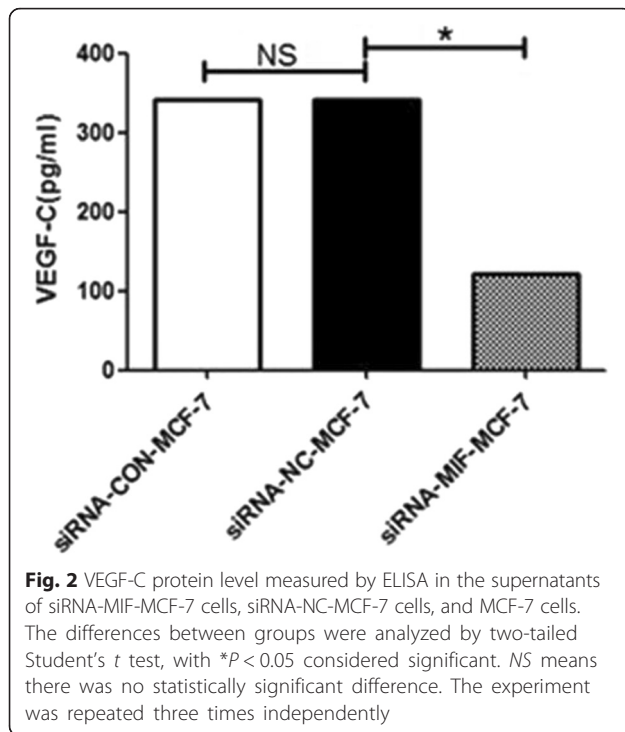 *
NS
400
300
200
100
0
VEGF-C(pg/ml)
siRNA-CON-MCF-7
siRNA-NC-MCF-7
siRNA-MIF-MCF-7
Fig. 2 VEGF-C protein level measured by ELISA in the supernatants
of siRNA-MIF-MCF-7 cells, siRNA-NC-MCF-7 cells, and MCF-7 cells.
The differences between groups were analyzed by two-tailed
Student’s t test, with *P < 0.05 considered significant. NS means
there was no statistically significant difference. The experiment
was repeated three times independently